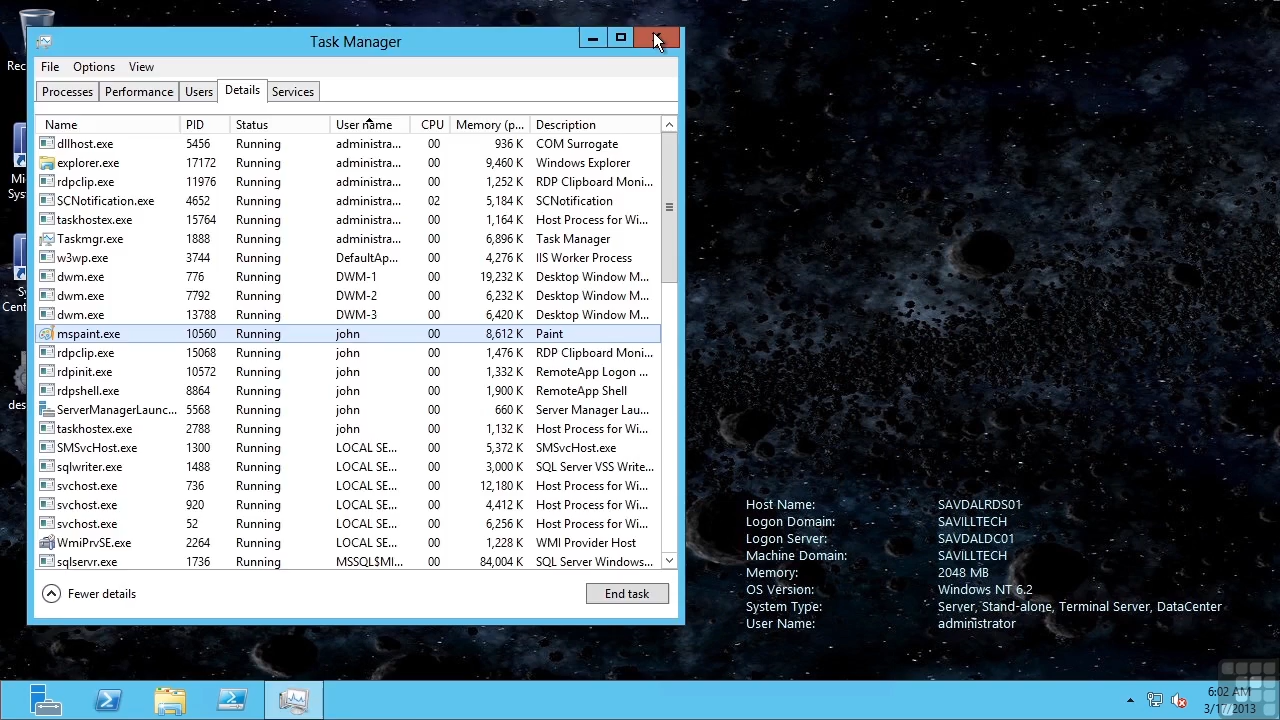 Task Manager
File Options View
Processes Performance Users Details Services
Name PID Status User name CPU Memory (p... Description
dllhost.exe 5456 Running administra... 00 936 K COM Surrogate
explorer.exe 17172 Running administra... 00 9,460 K Windows Explorer
rdpclip.exe 11976 Running administra... 00 1,252 K RDP Clipboard Moni...
SCNotification.exe 4652 Running administra... 02 5,184 K SCNotification
taskhostex.exe 15764 Running administra... 00 1,164 K Host Process for Wi...
Taskmgr.exe 1888 Running administra... 00 6,896 K Task Manager
w3wp.exe 3744 Running DefaultAp... 00 4,276 K IIS Worker Process
dwm.exe 776 Running DWM-1 00 19,232 K Desktop Window M...
dwm.exe 7792 Running DWM-2 00 6,232 K Desktop Window M...
dwm.exe 13788 Running DWM-3 00 6,420 K Desktop Window M...
mspaint.exe 10560 Running john 00 8,612 K Paint
rdpclip.exe 15068 Running john 00 1,476 K RDP Clipboard Moni...
rdpinit.exe 10572 Running john 00 1,332 K RemoteApp Logon ...
rdpshell.exe 8864 Running john 00 1,900 K RemoteApp Shell
ServerManagerLaunc... 5568 Running john 00 660 K Server Manager Lau...
taskhostex.exe 2788 Running john 00 1,132 K Host Process for Wi...
SMSvcHost.exe 1300 Running LOCAL SE... 00 5,372 K SMSvcHost.exe
sqlwriter.exe 1488 Running LOCAL SE... 00 3,000 K SQL Server VSS Write...
svchost.exe 736 Running LOCAL SE... 00 12,180 K Host Process for Wi...
svchost.exe 920 Running LOCAL SE... 00 4,412 K Host Process for Wi...
svchost.exe 52 Running LOCAL SE... 00 6,256 K Host Process for Wi...
WmiPrvSE.exe 2264 Running LOCAL SE... 00 1,228 K WMI Provider Host
sqlservr.exe 1736 Running MSSQL$MI... 00 84,004 K SQL Server Windows...
Fewer details End task
Rec
Mi
Sys
Sy
Cent
des
Host Name: SAVDALRDS01
Logon Domain: SAVILLTECH
Logon Server: SAVDALDC01
Machine Domain: SAVILLTECH
Memory: 2048 MB
OS Version: Windows NT 6.2
System Type: Server, Stand-alone, Terminal Server, DataCenter
User Name: administrator
6:02 AM
3/17/2013